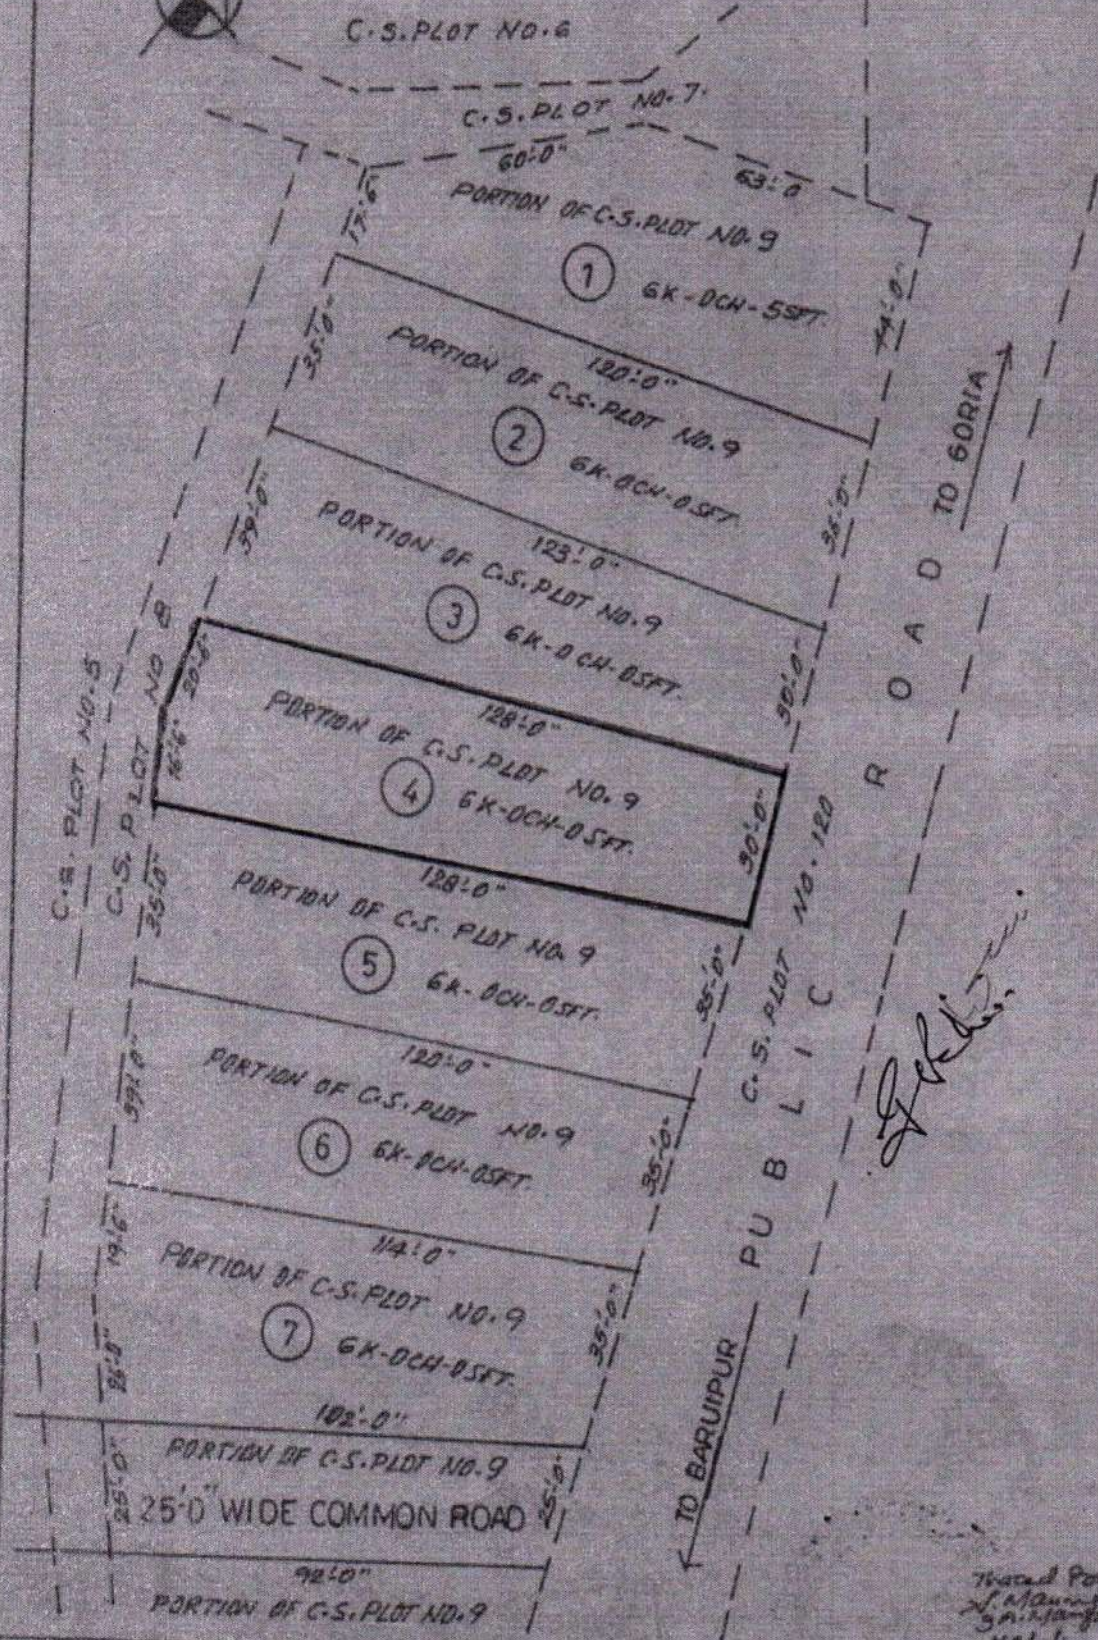 C.S.PLOT NO.6
C.S.PLOT NO.7.
60'-0"
63'-0
17'-6"
PORTION OF C.S.PLOT NO.9
1
6K-0CH-5SFT.
44'-0"
35'-0"
120'-0"
PORTION OF C.S.PLOT NO.9
2
6K-0CH-0SFT
35'-0"
39'-0"
123'-0"
PORTION OF C.S.PLOT NO.9
3
6K-0CH-0SFT.
30'-0"
20'-6"
16'-6"
128'-0"
PORTION OF C.S.PLOT NO.9
4
6K-0CH-0SFT.
30'-0"
128'-0"
35'-0"
PORTION OF C.S. PLOT NO.9
5
6K-0CH-0SFT.
35'-0"
120'-0"
39'-0"
PORTION OF C.S.PLOT NO.9
6
6K-0CH-0SFT.
35'-0"
114'-0"
19'-6"
PORTION OF C.S.PLOT NO.9
7
6K-0CH-0SFT.
35'-0"
102'-0"
PORTION OF C.S.PLOT NO.9
25'-0"
25'-0" WIDE COMMON ROAD
25'-0"
92'-0"
PORTION OF C.S.PLOT NO.9
C.S. PLOT NO.5
C.S. PLOT NO 8
C.S. PLOT NO.120
PUBLIC ROAD
TO GORIA
TO BARUIPUR